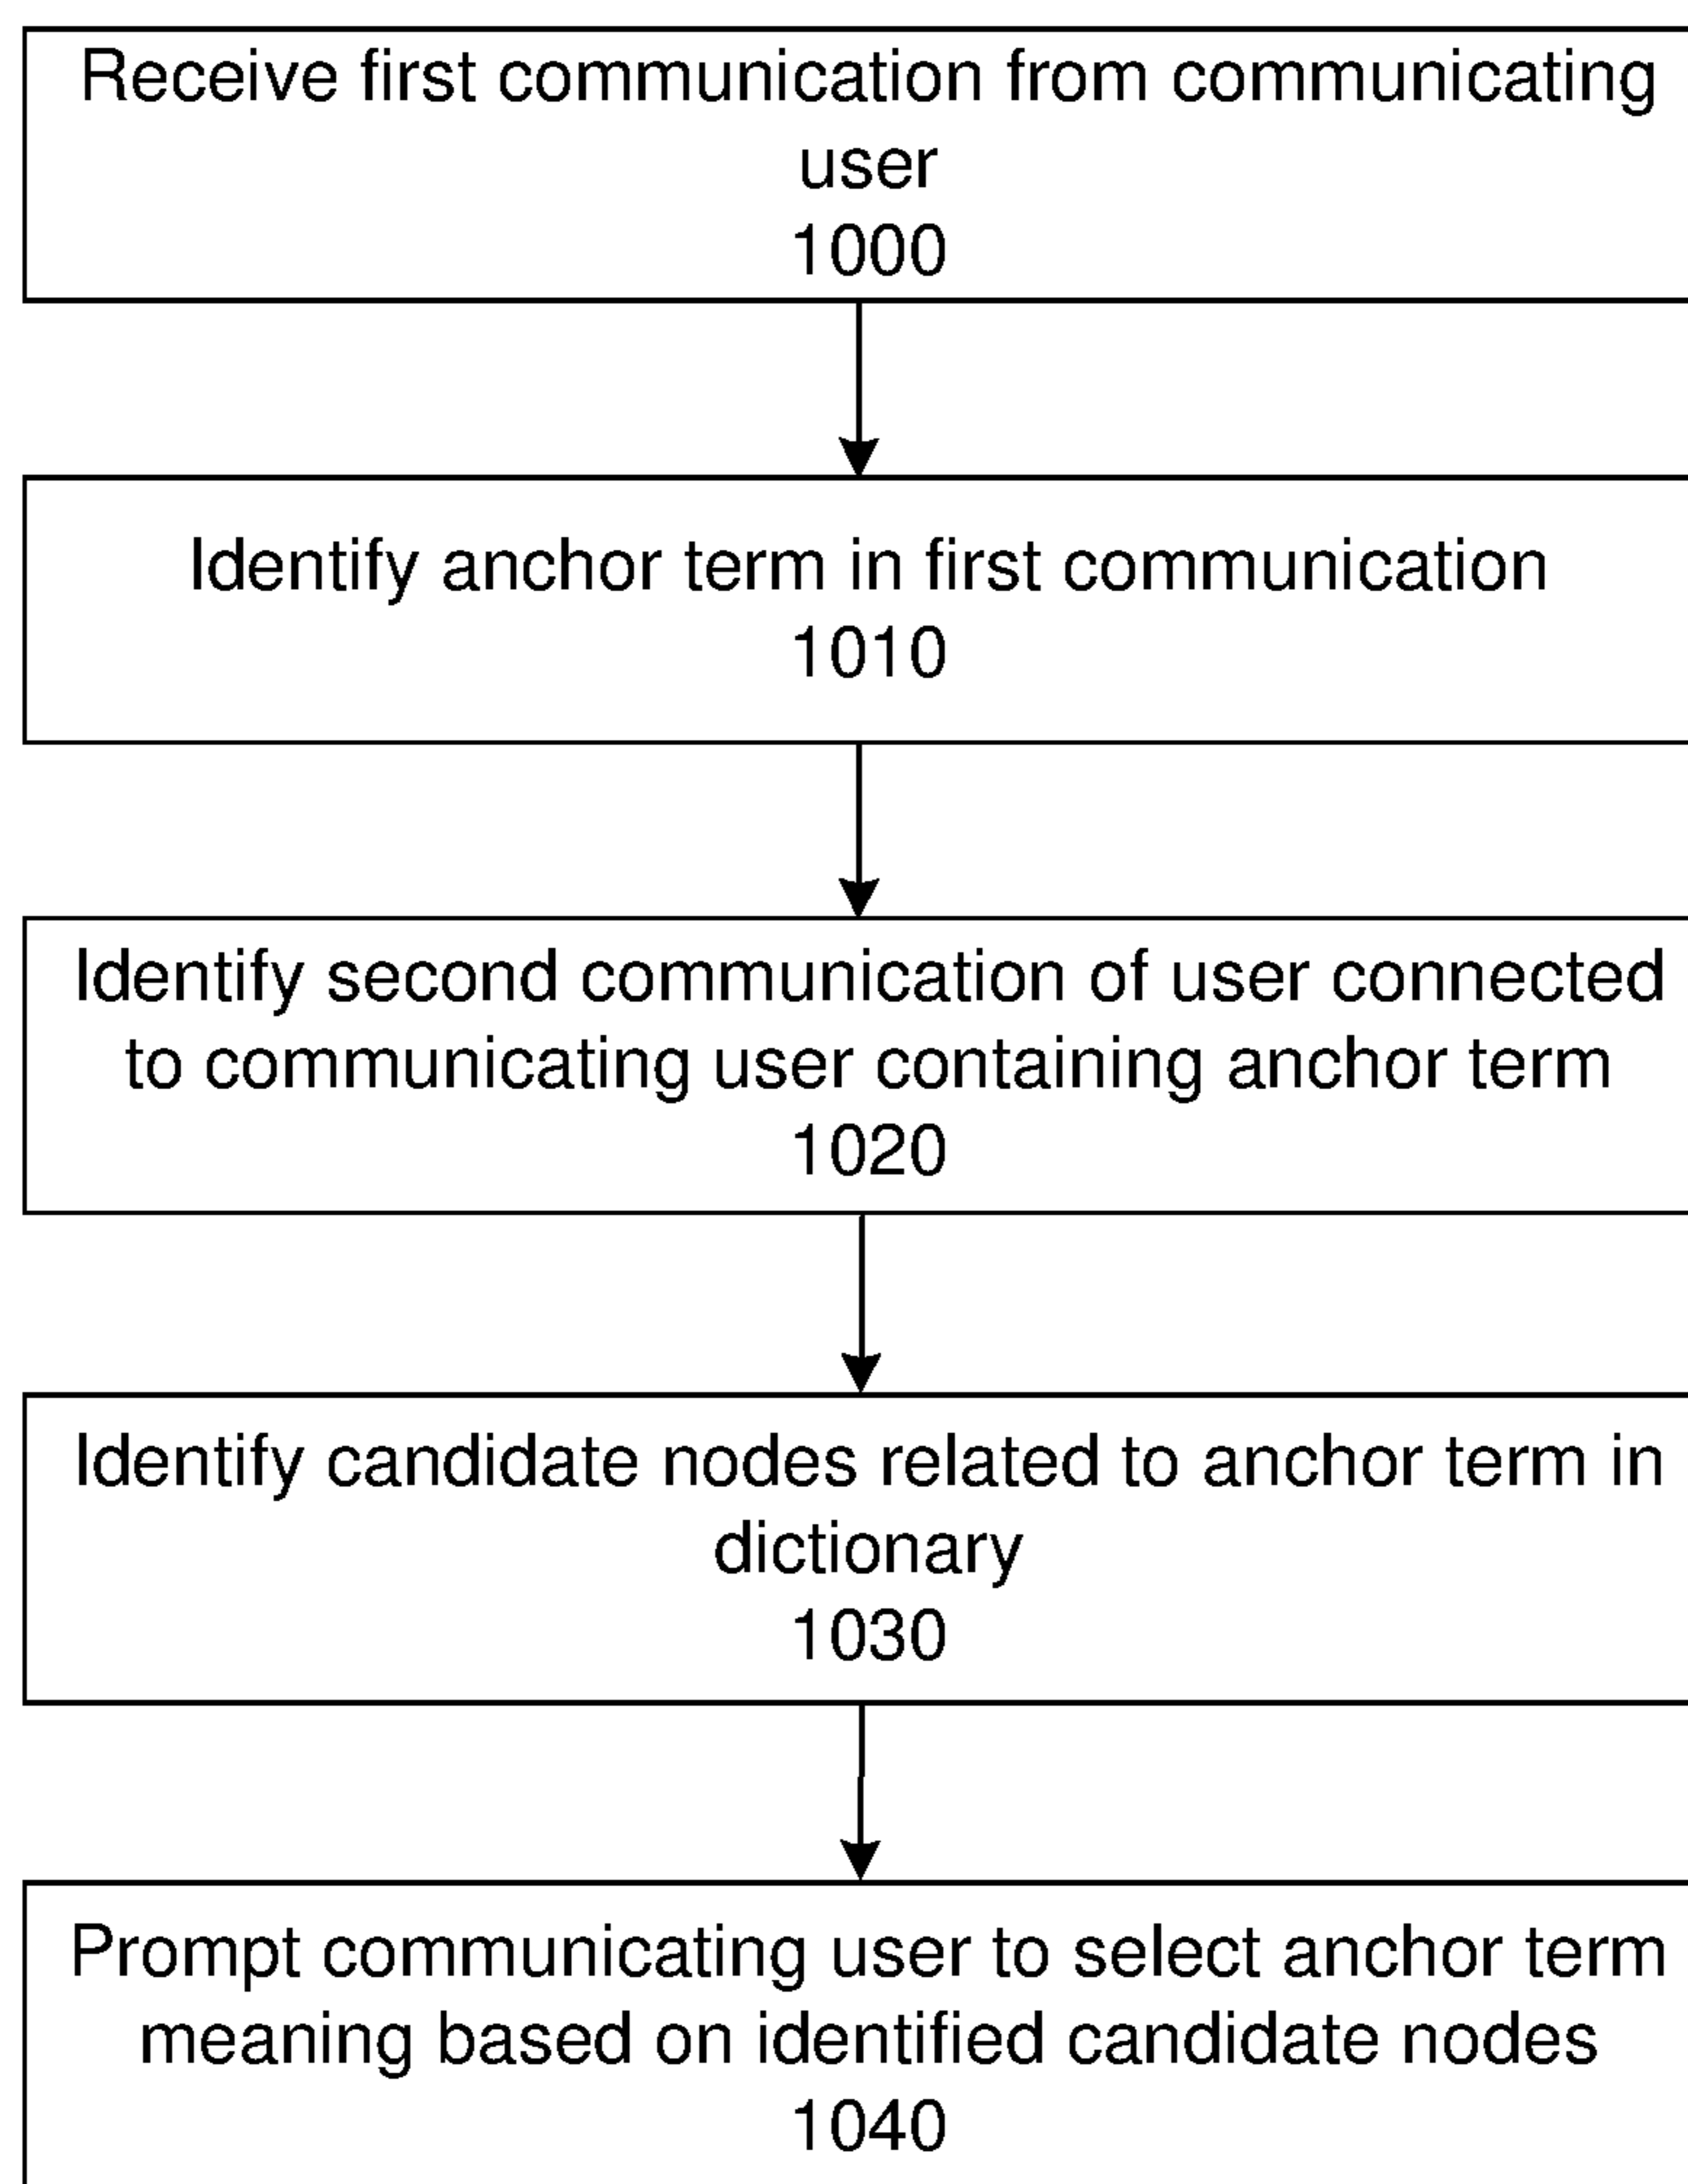 Receive first communication from communicating
user
1000
Identify anchor term in first communication
1010
Identify second communication of user connected
to communicating user containing anchor term
1020
Identify candidate nodes related to anchor term in
dictionary
1030
Prompt communicating user to select anchor term
meaning based on identified candidate nodes
1040